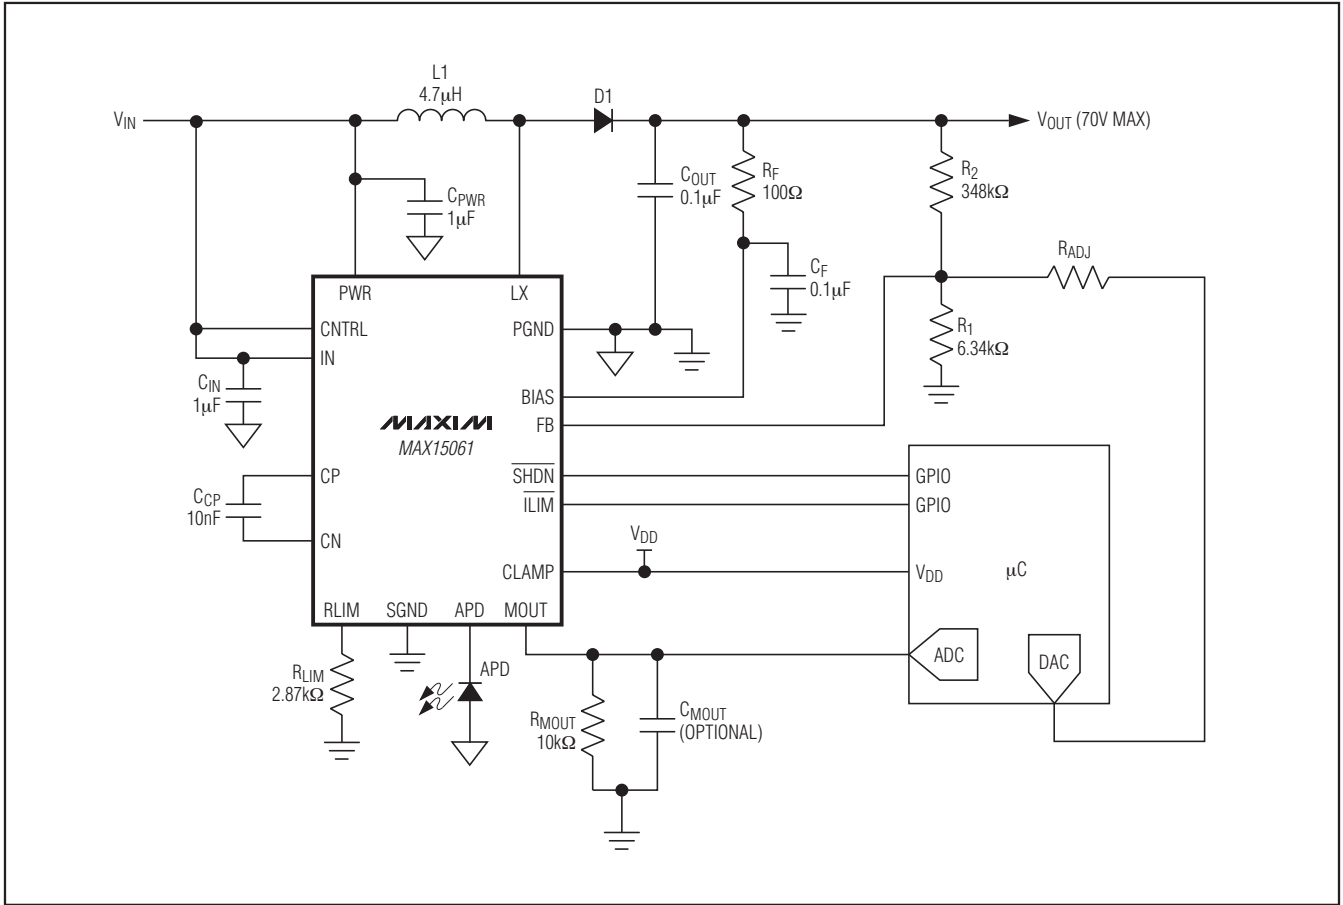 L1
4.7µH
D1
VIN
VOUT (70V MAX)
CPWR
1µF
COUT
0.1µF
RF
100Ω
R2
348kΩ
CF
0.1µF
RADJ
R1
6.34kΩ
PWR
LX
CNTRL
PGND
IN
CIN
1µF
BIAS
FB
MAXIM
MAX15061
CP
SHDN
GPIO
CCP
10nF
ILIM
GPIO
CN
VDD
CLAMP
VDD
µC
RLIM
SGND
APD
MOUT
RLIM
2.87kΩ
APD
ADC
DAC
RMOUT
10kΩ
CMOUT
(OPTIONAL)